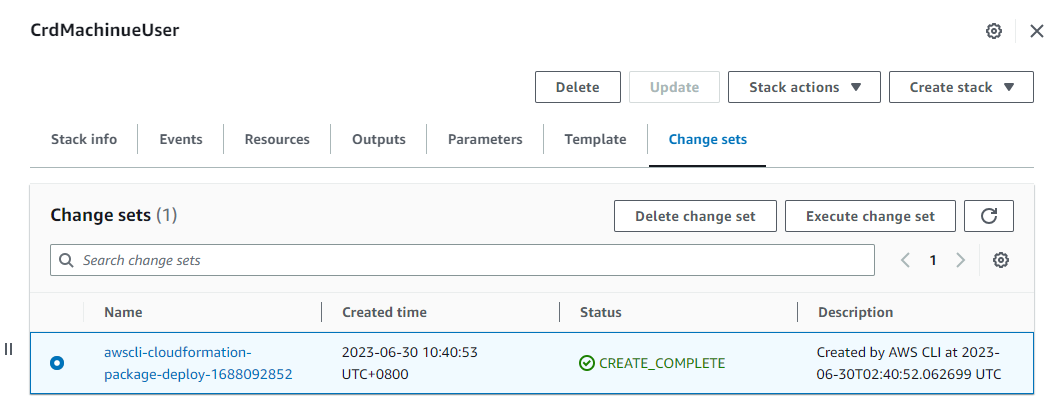 CrdMachinueUser
Delete
Update
Stack actions
Create stack
Stack info
Events
Resources
Outputs
Parameters
Template
Change sets
Change sets (1)
Delete change set
Execute change set
Search change sets
1
Name
Created time
Status
Description
awscli-cloudformation-
package-deploy-1688092852
2023-06-30 10:40:53
UTC+0800
CREATE_COMPLETE
Created by AWS CLI at 2023-
06-30T02:40:52.062699 UTC